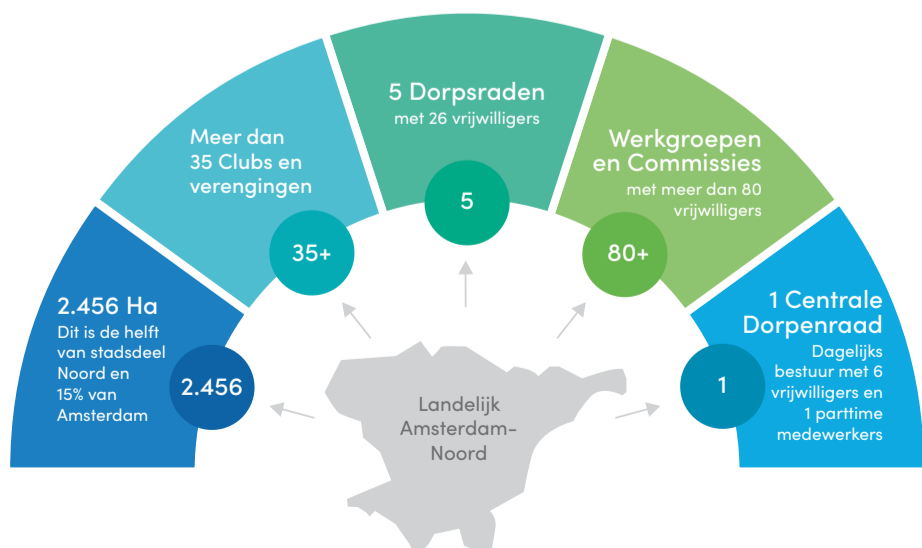 2.456 Ha
Dit is de helft
van stadsdeel
Noord en
15% van
Amsterdam
2.456
Meer dan
35 Clubs en
verengingen
35+
5 Dorpsraden
met 26 vrijwilligers
5
Werkgroepen
en Commissies
met meer dan 80
vrijwilligers
80+
1 Centrale
Dorpenraad
Dagelijks
bestuur met 6
vrijwilligers en
1 parttime
medewerkers
1
Landelijk
Amsterdam-
Noord